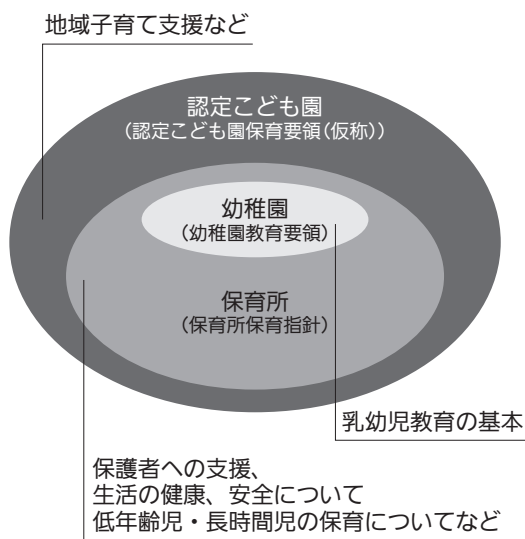 地域子育て支援など
認定こども園
(認定こども園保育要領(仮称))
幼稚園
(幼稚園教育要領)
保育所
(保育所保育指針)
乳幼児教育の基本
保護者への支援、
生活の健康、安全について
低年齢児・長時間児の保育についてなど